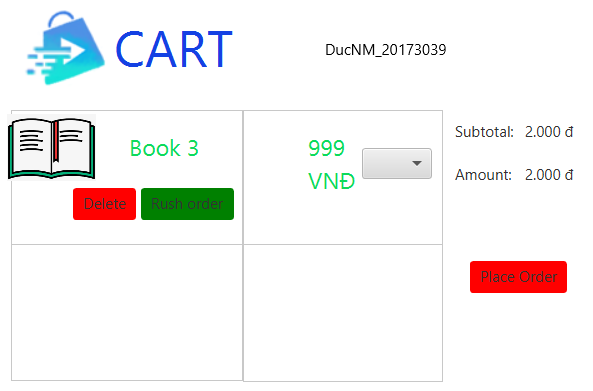 CART
DucNM_20173039
Book 3
999
VNĐ
Delete
Rush order
Subtotal: 2.000 đ
Amount: 2.000 đ
Place Order